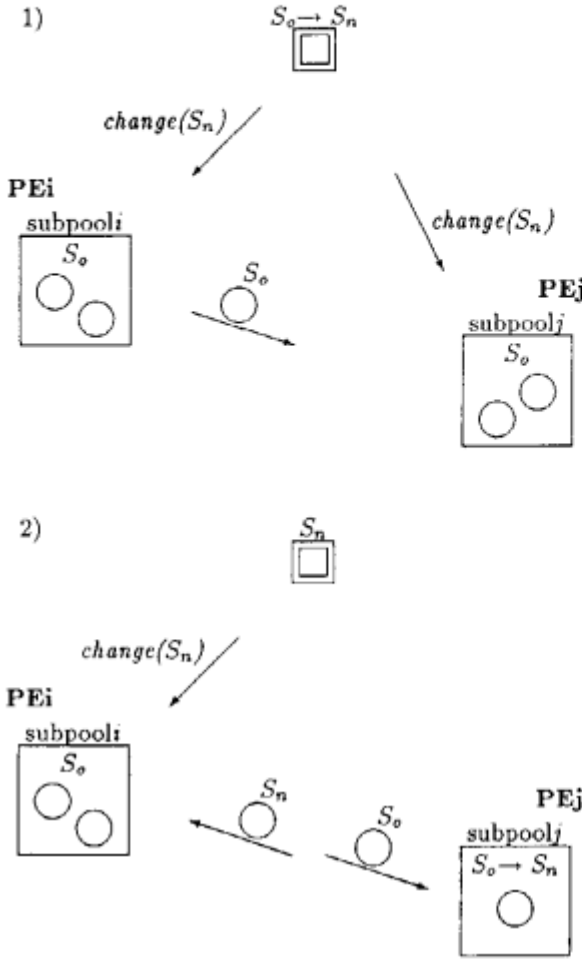 1)
Sₒ → Sₙ
change(Sₙ)
PEi
subpooli
Sₒ
Sₒ
change(Sₙ)
PEj
subpoolj
Sₒ
2)
Sₙ
change(Sₙ)
PEi
subpooli
Sₒ
Sₙ
Sₒ
PEj
subpoolj
Sₒ → Sₙ